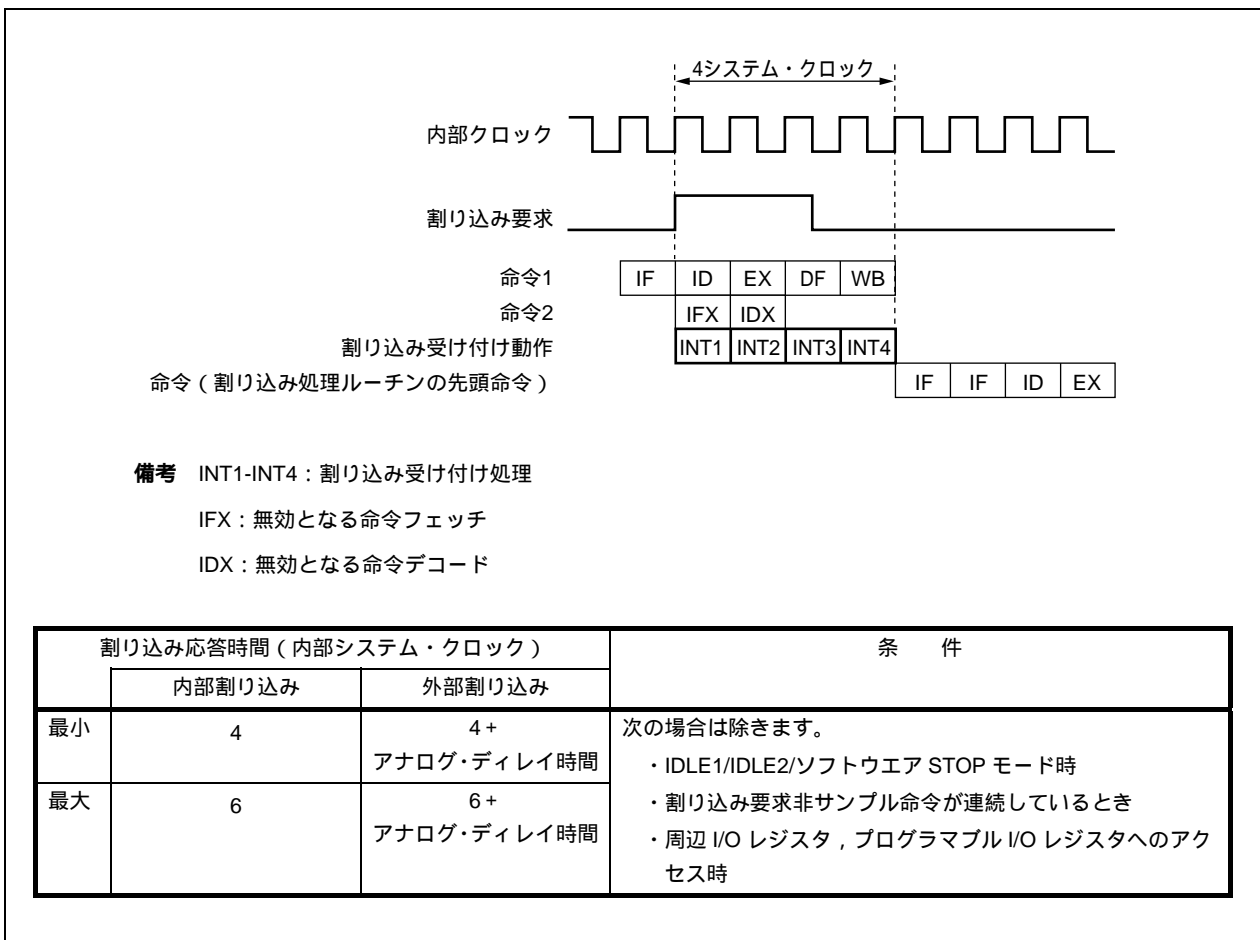 4システム・クロック
内部クロック
割り込み要求
命令1 IF ID EX DF WB
命令2 IFX IDX
割り込み受け付け動作 INT1 INT2 INT3 INT4
命令(割り込み処理ルーチンの先頭命令) IF IF ID EX
備考 INT1-INT4:割り込み受け付け処理
IFX:無効となる命令フェッチ
IDX:無効となる命令デコード
割り込み応答時間(内部システム・クロック) 条 件
内部割り込み 外部割り込み
最小 4 4+
アナログ・ディレイ時間
最大 6 6+
アナログ・ディレイ時間
次の場合は除きます。
・IDLE1/IDLE2/ソフトウエア STOP モード時
・割り込み要求非サンプル命令が連続しているとき
・周辺 I/O レジスタ,プログラマブル I/O レジスタへのアク
セス時